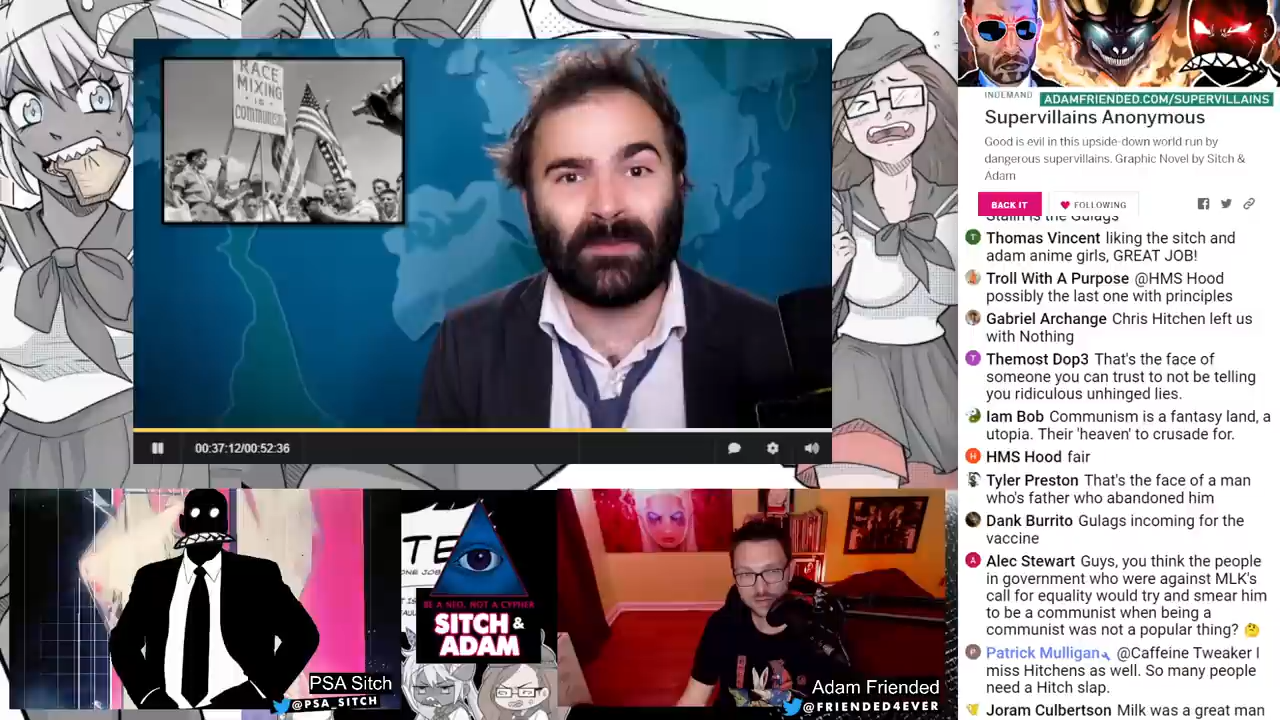 RACE
MIXING
IS
COMMUNISM
00:37:12/00:52:36
BE A NEO, NOT A CYPHER
SITCH &
ADAM
PSA Sitch
@PSA_SITCH
Adam Friended
@FRIENDED4EVER
INDEMAND
ADAMFRIENDED.COM/SUPERVILLAINS
Supervillains Anonymous
Good is evil in this upside-down world run by
dangerous supervillains. Graphic Novel by Sitch &
Adam
BACK IT
FOLLOWING
Stalin is the Gulags
Thomas Vincent liking the sitch and
adam anime girls, GREAT JOB!
Troll With A Purpose @HMS Hood
possibly the last one with principles
Gabriel Archange Chris Hitchen left us
with Nothing
Themost Dop3 That's the face of
someone you can trust to not be telling
you ridiculous unhinged lies.
Iam Bob Communism is a fantasy land, a
utopia. Their 'heaven' to crusade for.
HMS Hood fair
Tyler Preston That's the face of a man
who's father who abandoned him
Dank Burrito Gulags incoming for the
vaccine
Alec Stewart Guys, you think the people
in government who were against MLK's
call for equality would try and smear him
to be a communist when being a
communist was not a popular thing? 🤔
Patrick Mulligan @Caffeine Tweaker I
miss Hitchens as well. So many people
need a Hitch slap.
Joram Culbertson Milk was a great man